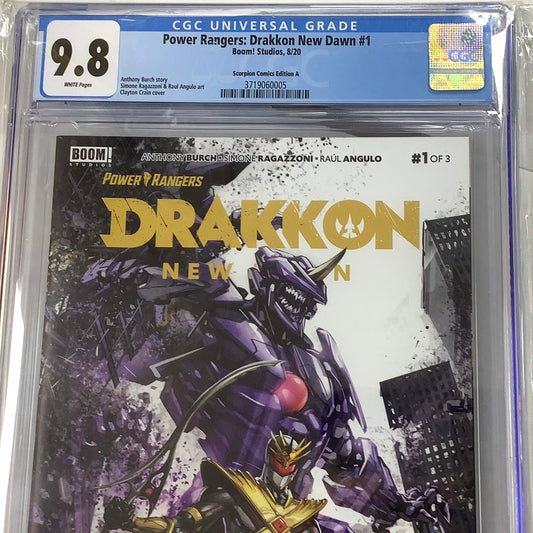 CGC UNIVERSAL GRADE
9.8
WHITE Pages
Power Rangers: Drakkon New Dawn #1
Boom! Studios, 8/20
Scorpion Comics Edition A
3719060005
Anthony Burch story
Simone Ragazzoni & Raul Angulo art
Clayton Crain cover
CGC
BOOM!
STUDIOS
ANTHONY BURCH · SIMONE RAGAZZONI · RAÚL ANGULO
#1 OF 3
POWER RANGERS
DRAKKON
NEW N